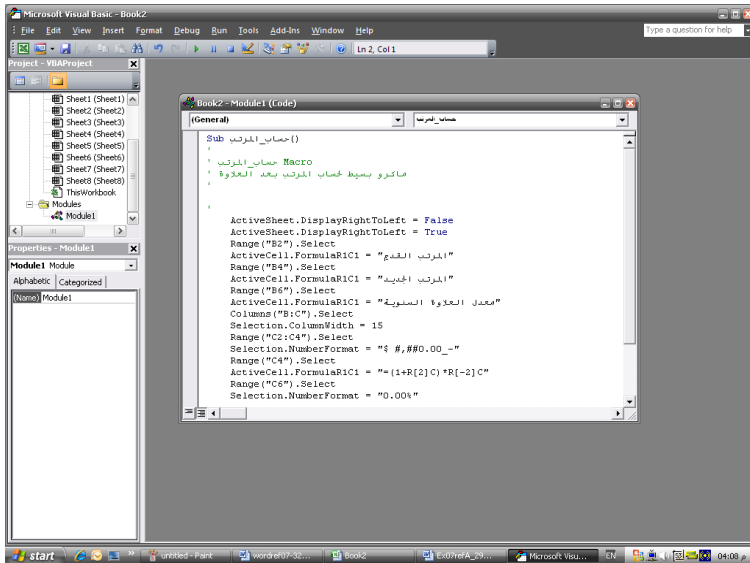 Microsoft Visual Basic - Book2
File Edit View Insert Format Debug Run Tools Add-Ins Window Help
Type a question for help
Ln 2, Col 1
Project - VBAProject
Sheet1 (Sheet1)
Sheet2 (Sheet2)
Sheet3 (Sheet3)
Sheet4 (Sheet4)
Sheet5 (Sheet5)
Sheet6 (Sheet6)
Sheet7 (Sheet7)
Sheet8 (Sheet8)
ThisWorkbook
Modules
Module1
Properties - Module1
Module1 Module
Alphabetic Categorized
(Name) Module1
Book2 - Module1 (Code)
(General) حساب_المرتب
Sub حساب_المرتب()
'
' حساب_المرتب Macro
' ماكرو بسيط لحساب المرتب بعد العلاوة
'
'
ActiveSheet.DisplayRightToLeft = False
ActiveSheet.DisplayRightToLeft = True
Range("B2").Select
ActiveCell.FormulaR1C1 = "المرتب القديم"
Range("B4").Select
ActiveCell.FormulaR1C1 = "المرتب الجديد"
Range("B6").Select
ActiveCell.FormulaR1C1 = "معدل العلاوة السنوية"
Columns("B:C").Select
Selection.ColumnWidth = 15
Range("C2:C4").Select
Selection.NumberFormat = "$ #,##0.00_-"
Range("C4").Select
ActiveCell.FormulaR1C1 = "=(1+R[2]C)*R[-2]C"
Range("C6").Select
Selection.NumberFormat = "0.00%"
start untitled - Paint wordref07-32... Book2 Ex07refA_29... Microsoft Visu... EN 04:08 م